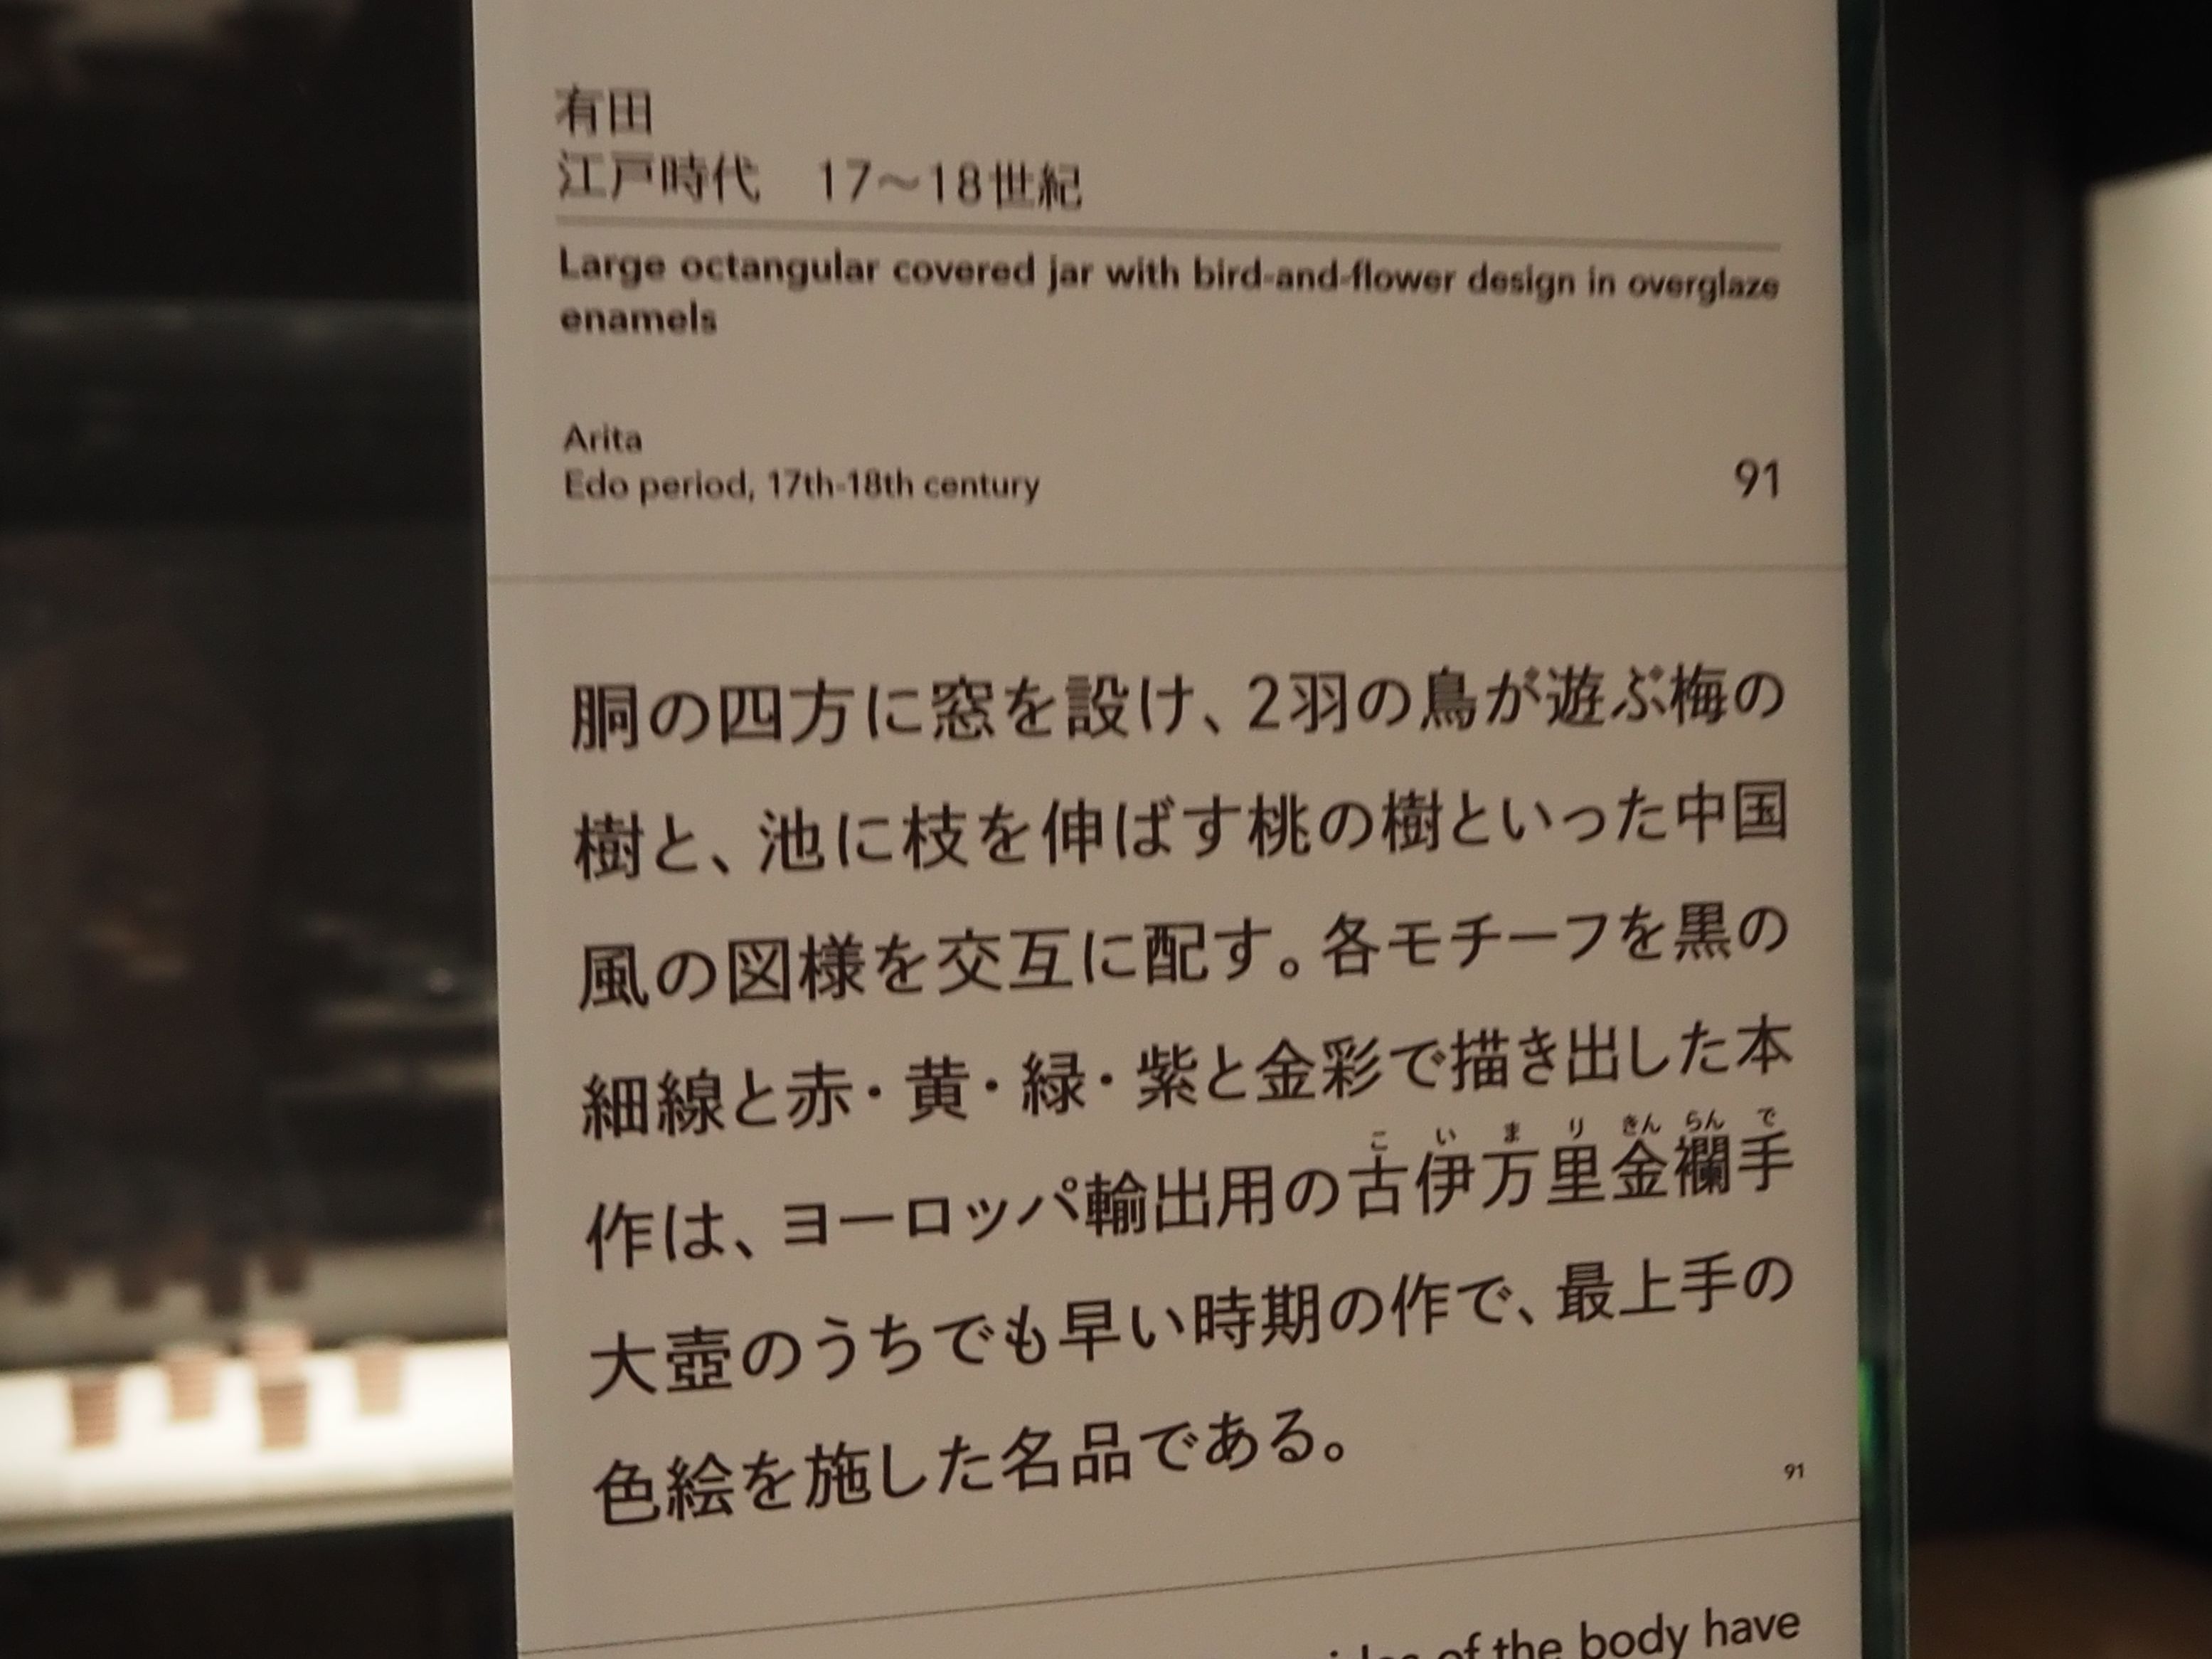 有田
江戸時代　17〜18世紀
Large octangular covered jar with bird-and-flower design in overglaze
enamels
Arita
Edo period, 17th-18th century
91
胴の四方に窓を設け、2羽の鳥が遊ぶ梅の
樹と、池に枝を伸ばす桃の樹といった中国
風の図様を交互に配す。各モチーフを黒の
細線と赤・黄・緑・紫と金彩で描き出した本
こ い ま り きん らん で
作は、ヨーロッパ輸出用の古伊万里金襴手
大壺のうちでも早い時期の作で、最上手の
色絵を施した名品である。
91
of the body have